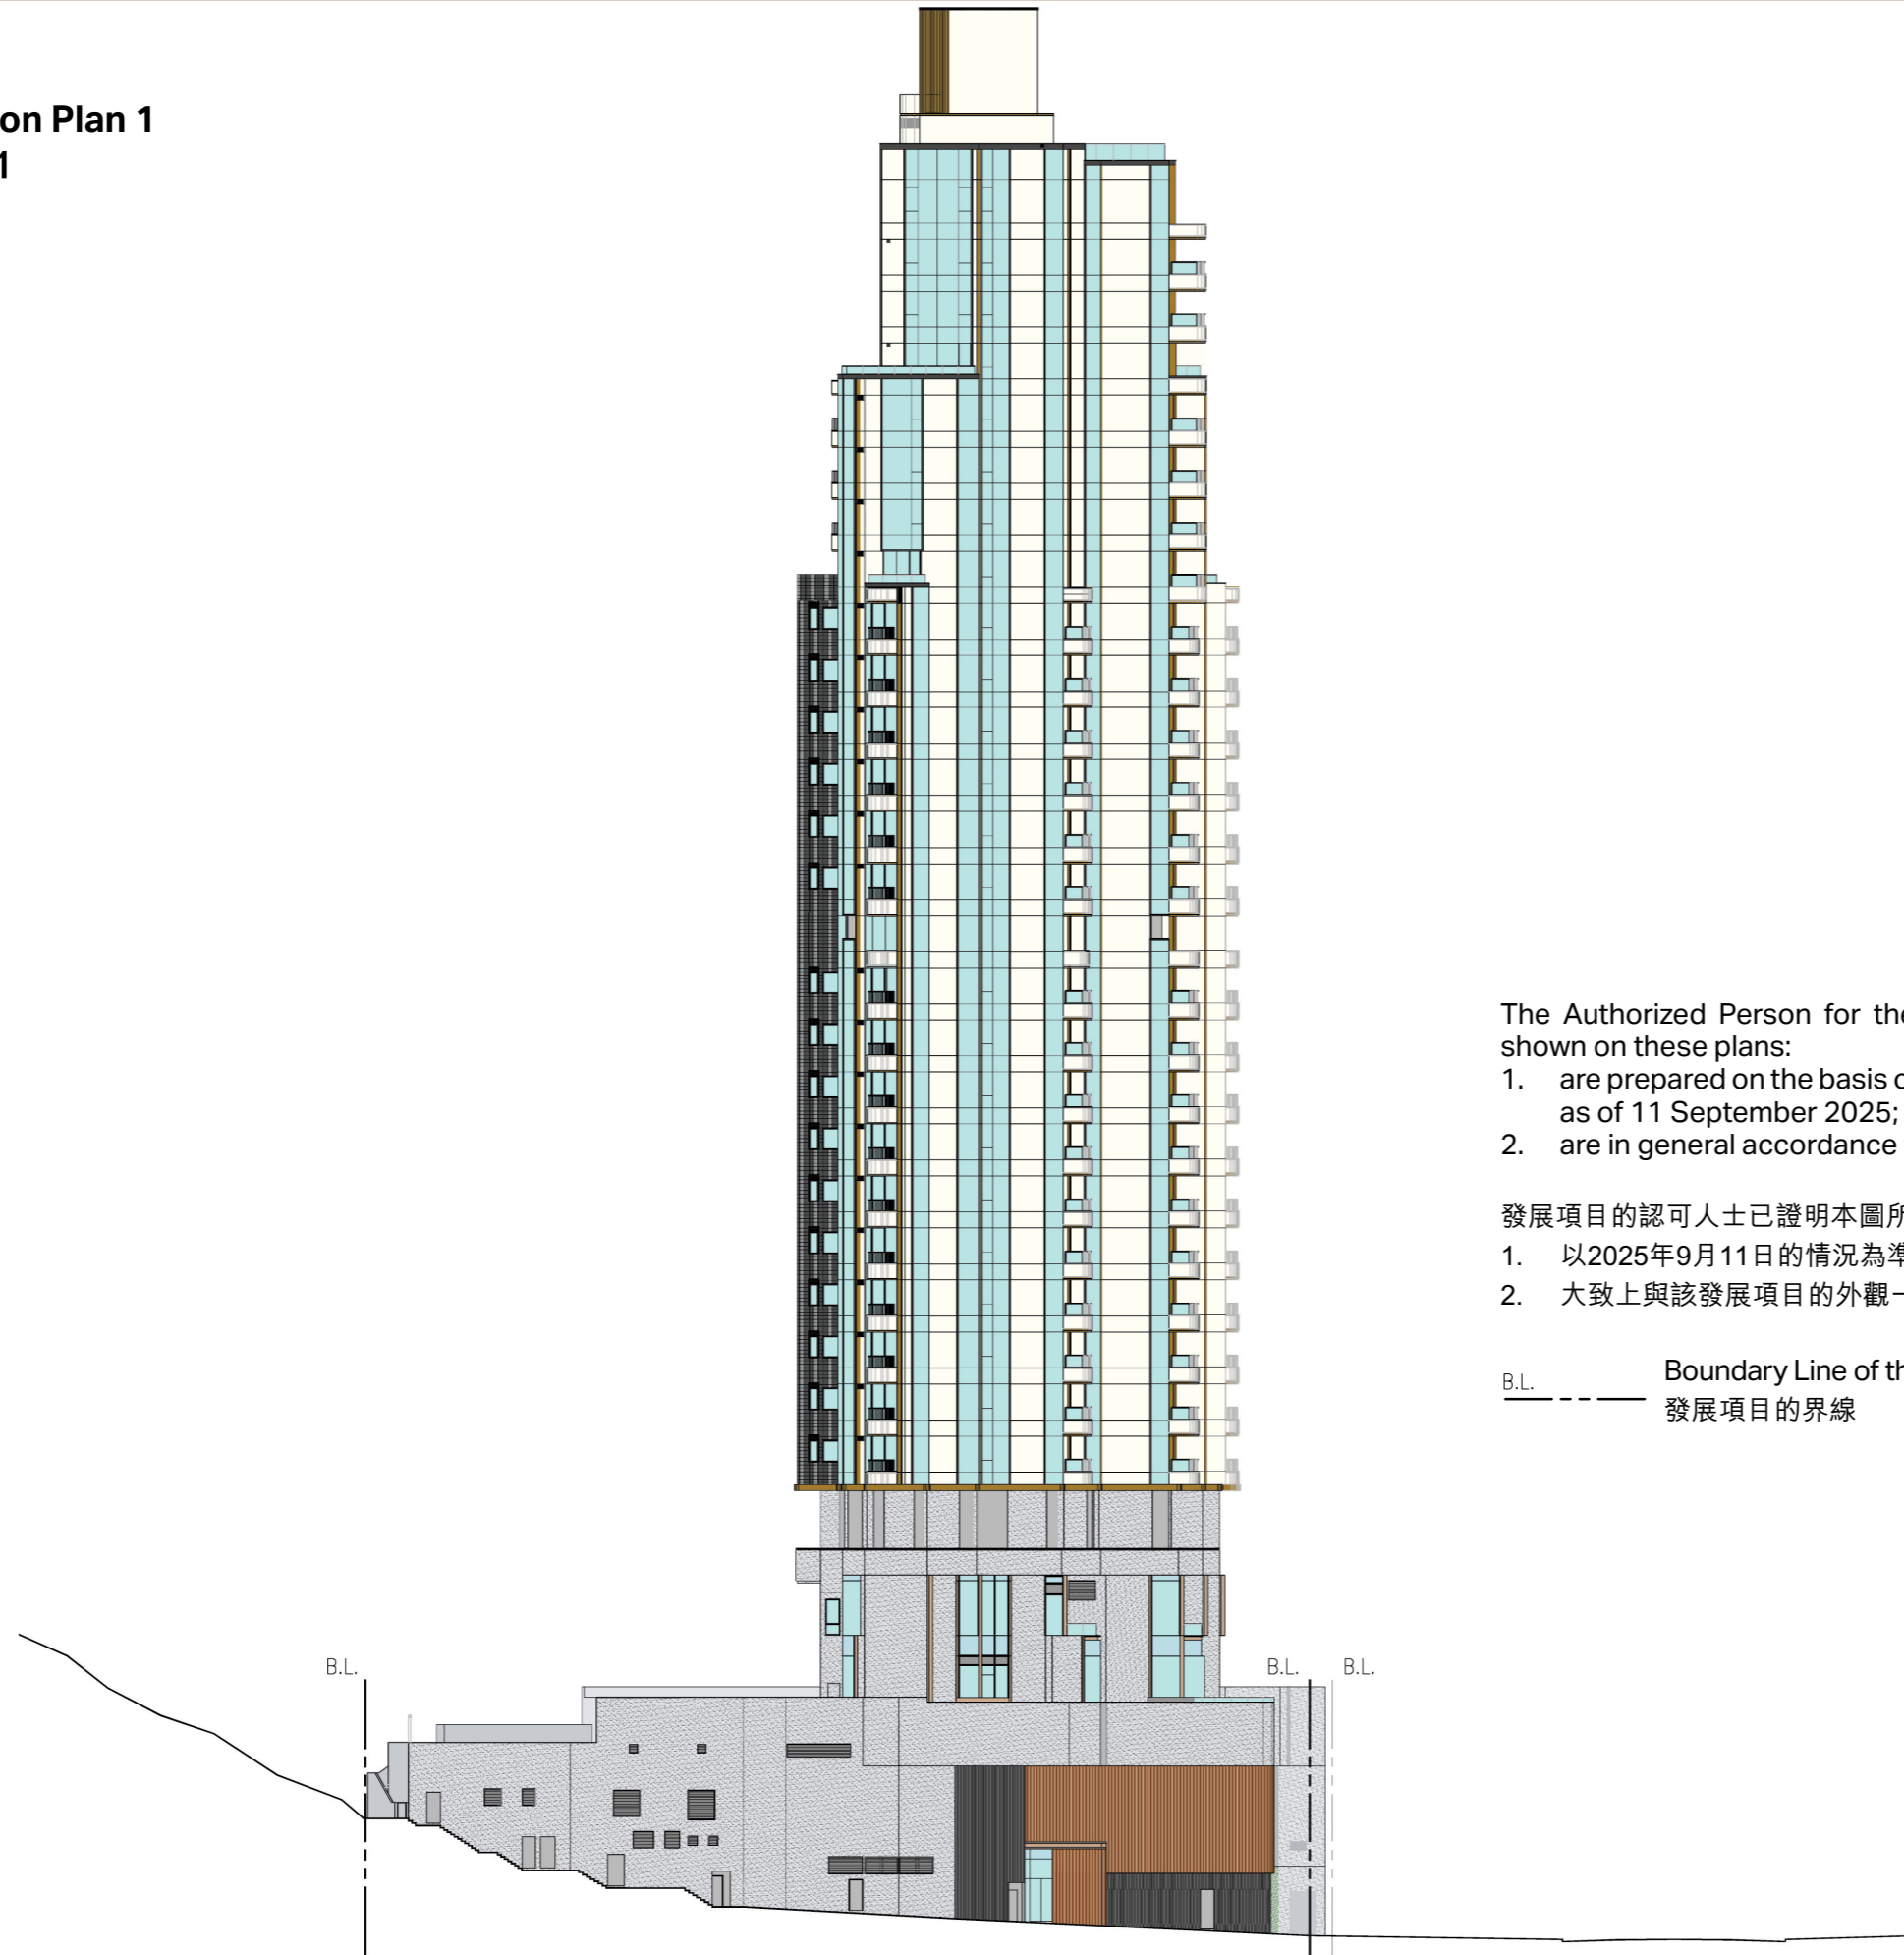 on Plan 1
1
The Authorized Person for the
shown on these plans:
1. are prepared on the basis o
as of 11 September 2025;
2. are in general accordance
發展項目的認可人士已證明本圖所
1. 以2025年9月11日的情況為準
2. 大致上與該發展項目的外觀一
B.L. Boundary Line of th
發展項目的界線
B.L.
B.L.
B.L.